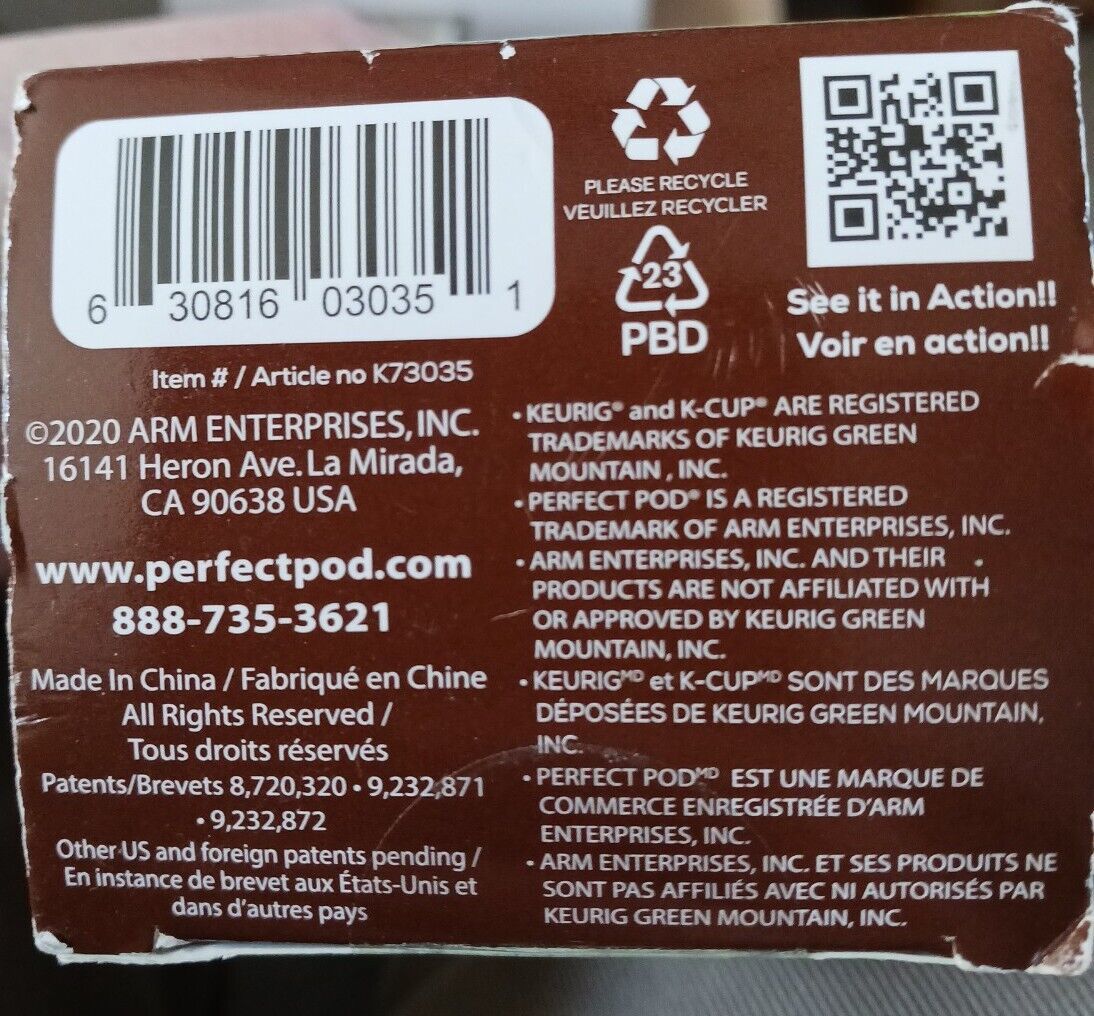 6 30816 03035 1
Item # / Article no K73035
©2020 ARM ENTERPRISES, INC.
16141 Heron Ave. La Mirada,
CA 90638 USA
www.perfectpod.com
888-735-3621
Made In China / Fabriqué en Chine
All Rights Reserved /
Tous droits réservés
Patents/Brevets 8,720,320 • 9,232,871
• 9,232,872
Other US and foreign patents pending /
En instance de brevet aux États-Unis et
dans d'autres pays
PLEASE RECYCLE
VEUILLEZ RECYCLER
23
PBD
See it in Action!!
Voir en action!!
• KEURIG® and K-CUP® ARE REGISTERED
TRADEMARKS OF KEURIG GREEN
MOUNTAIN , INC.
• PERFECT POD® IS A REGISTERED
TRADEMARK OF ARM ENTERPRISES, INC.
• ARM ENTERPRISES, INC. AND THEIR
PRODUCTS ARE NOT AFFILIATED WITH
OR APPROVED BY KEURIG GREEN
MOUNTAIN, INC.
• KEURIGᴹᴰ et K-CUPᴹᴰ SONT DES MARQUES
DÉPOSÉES DE KEURIG GREEN MOUNTAIN,
INC.
• PERFECT PODᴹᴰ EST UNE MARQUE DE
COMMERCE ENREGISTRÉE D'ARM
ENTERPRISES, INC.
• ARM ENTERPRISES, INC. ET SES PRODUITS NE
SONT PAS AFFILIÉS AVEC NI AUTORISÉS PAR
KEURIG GREEN MOUNTAIN, INC.